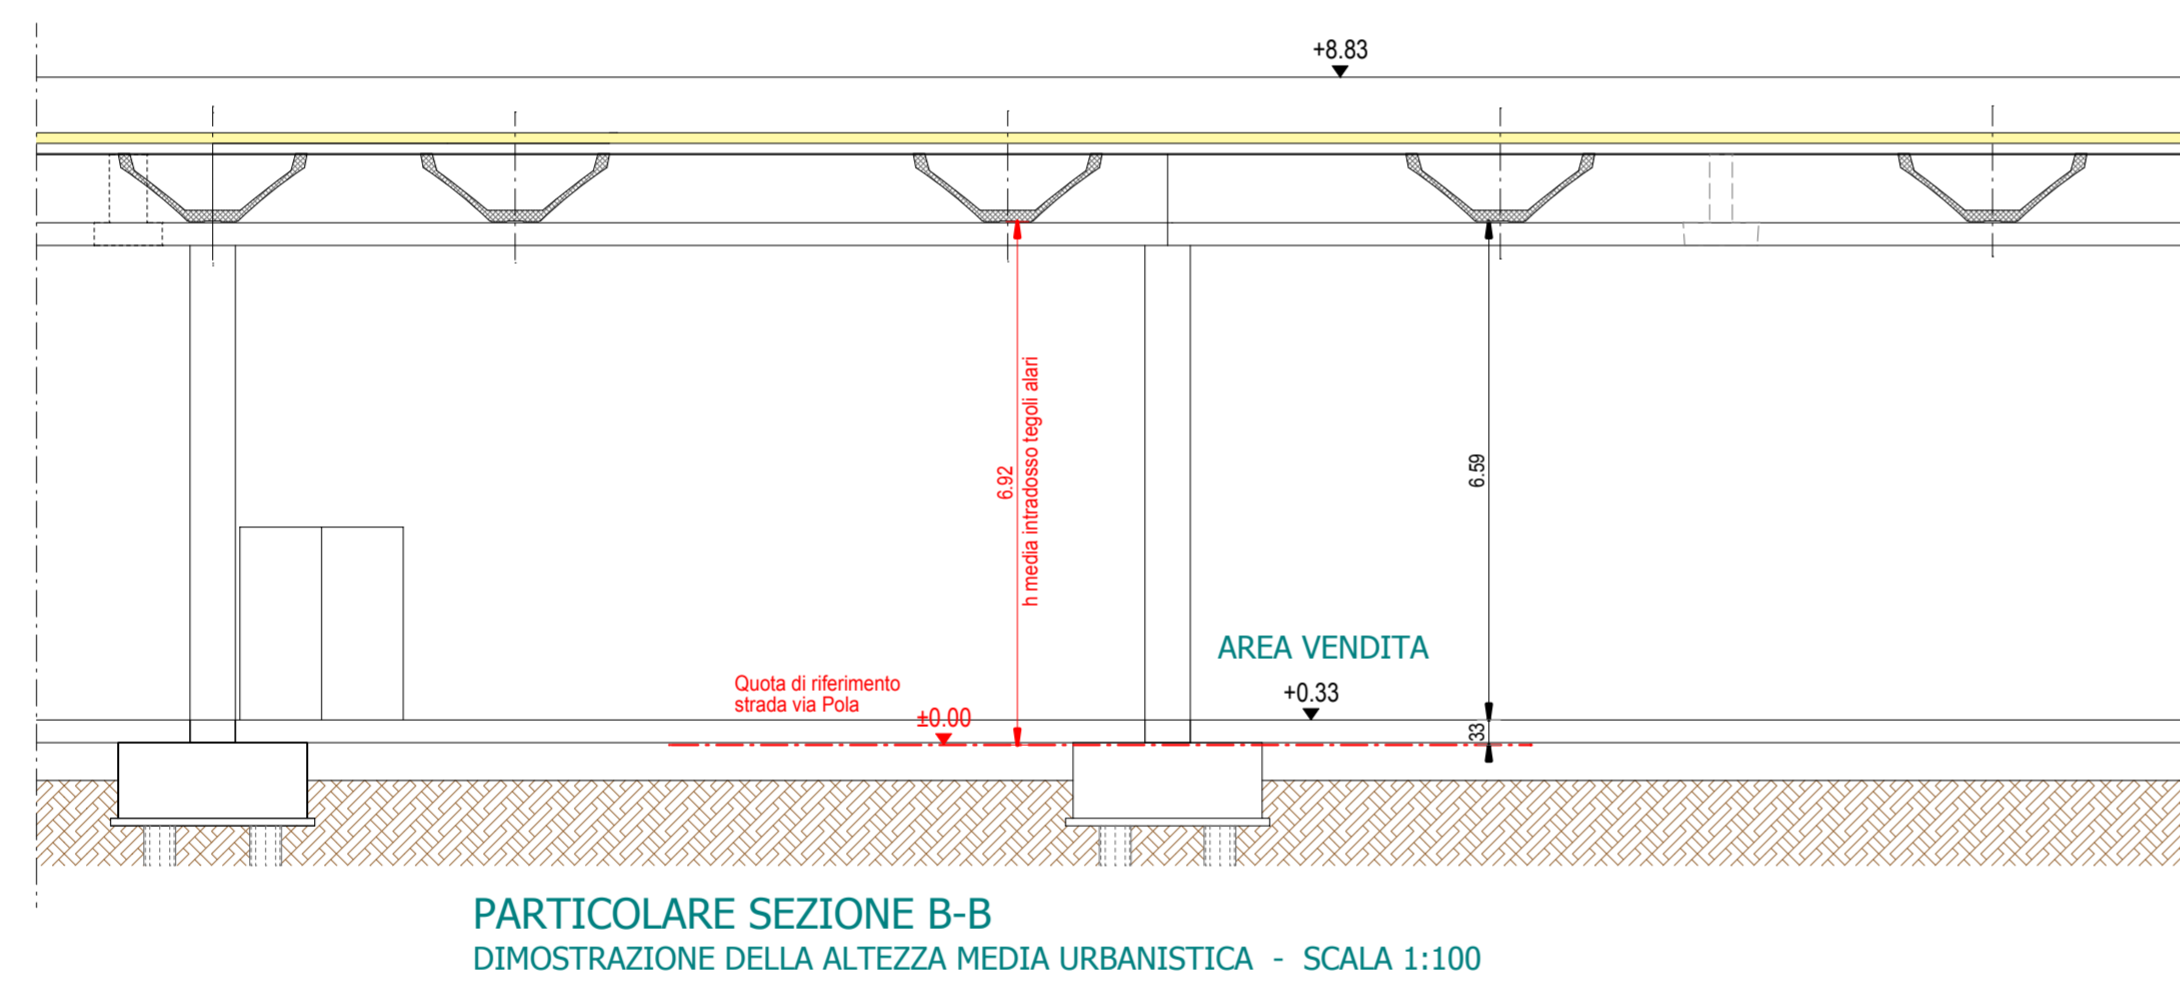 +8.83
6.92
h media intradosso tegoli alari
6.59
AREA VENDITA
+0.33
Quota di riferimento
strada via Pola
±0.00
33
PARTICOLARE SEZIONE B-B
DIMOSTRAZIONE DELLA ALTEZZA MEDIA URBANISTICA - SCALA 1:100